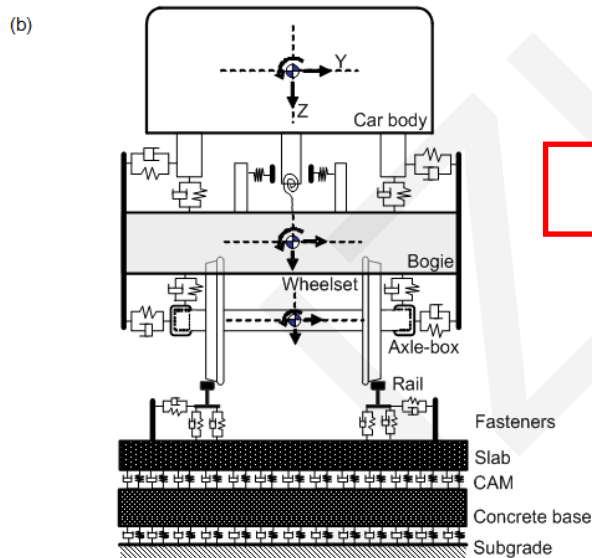 (b)
Y
Z
Car body
Bogie
Wheelset
Axle-box
Rail
Fasteners
Slab
CAM
Concrete base
Subgrade